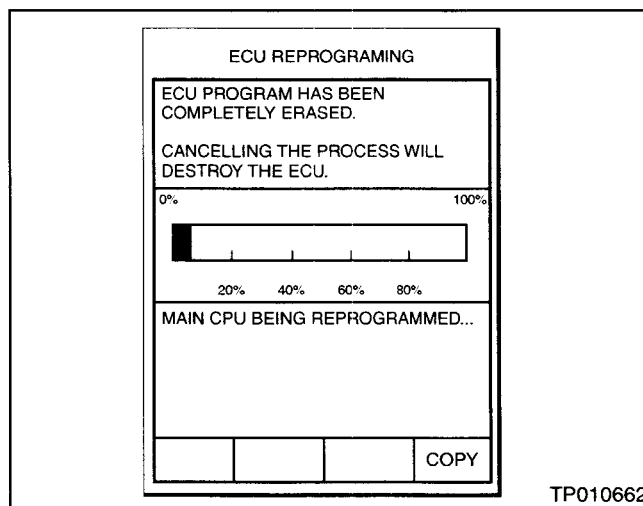 ECU REPROGRAMING
ECU PROGRAM HAS BEEN
COMPLETELY ERASED.
CANCELLING THE PROCESS WILL
DESTROY THE ECU.
0% 100%
20% 40% 60% 80%
MAIN CPU BEING REPROGRAMMED...
COPY
TP010662